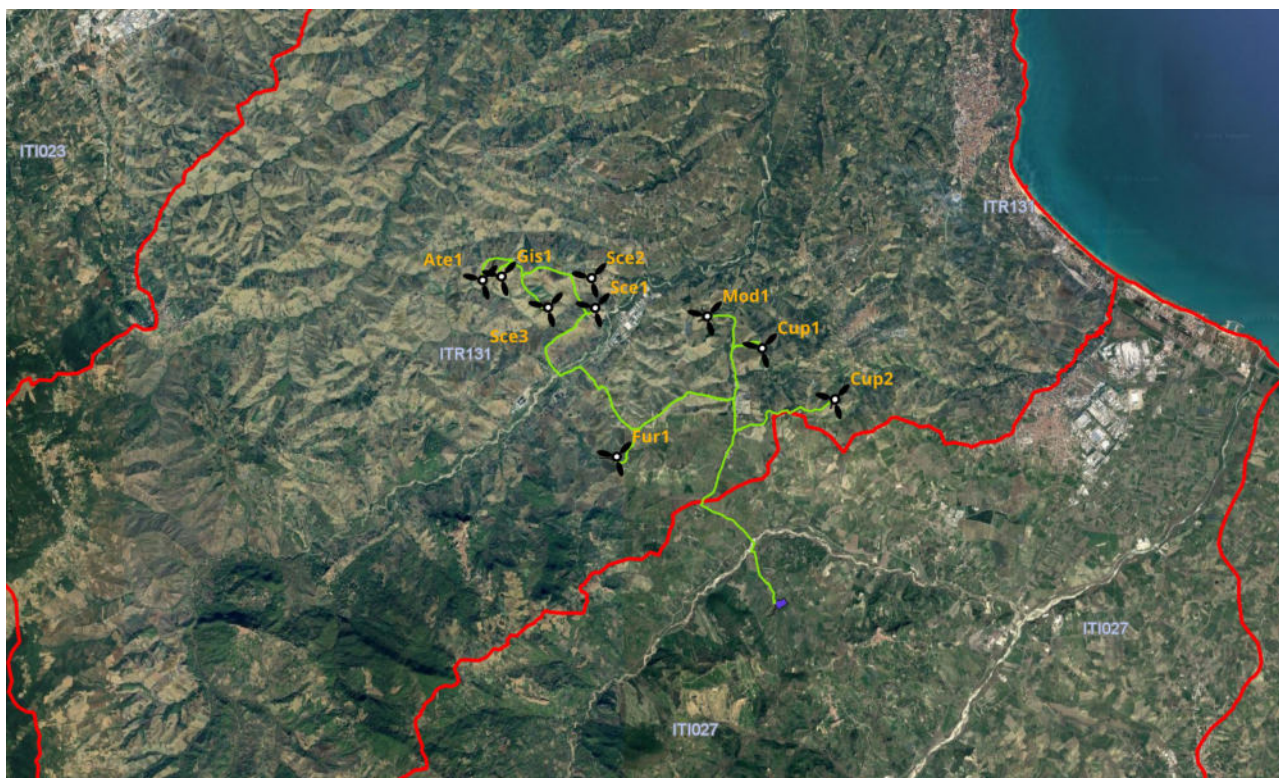 ITI023
ITR131
Ate1
Gis1
Sce2
Sce1
Sce3
Mod1
ITR131
Cup1
Cup2
Fur1
ITI027
ITI027